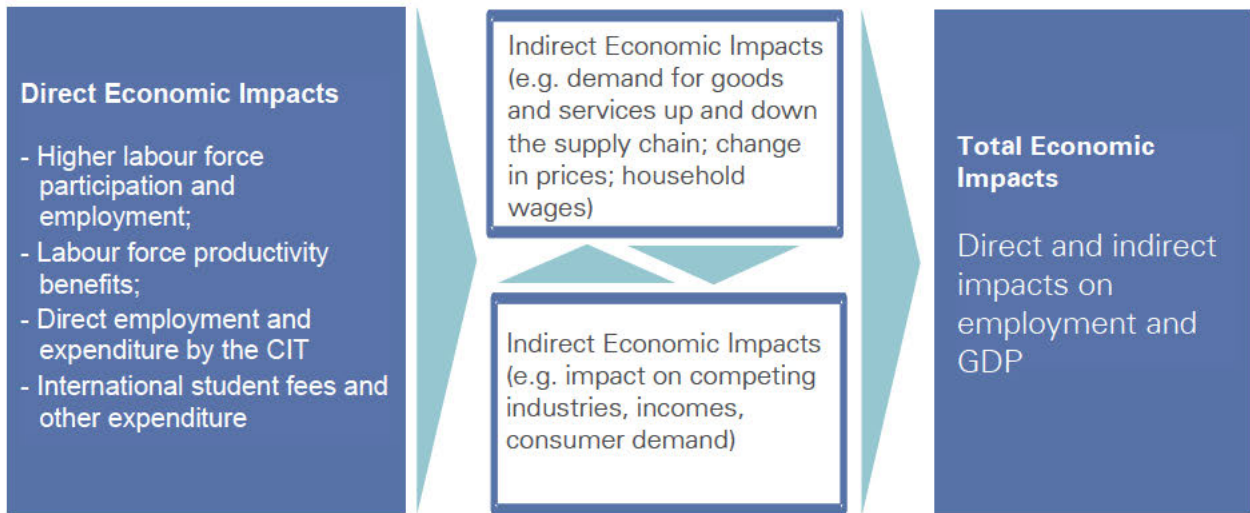 Direct Economic Impacts
- Higher labour force
participation and
employment;
- Labour force productivity
benefits;
- Direct employment and
expenditure by the CIT
- International student fees and
other expenditure
Indirect Economic Impacts
(e.g. demand for goods
and services up and down
the supply chain; change
in prices; household
wages)
Indirect Economic Impacts
(e.g. impact on competing
industries, incomes,
consumer demand)
Total Economic
Impacts
Direct and indirect
impacts on
employment and
GDP